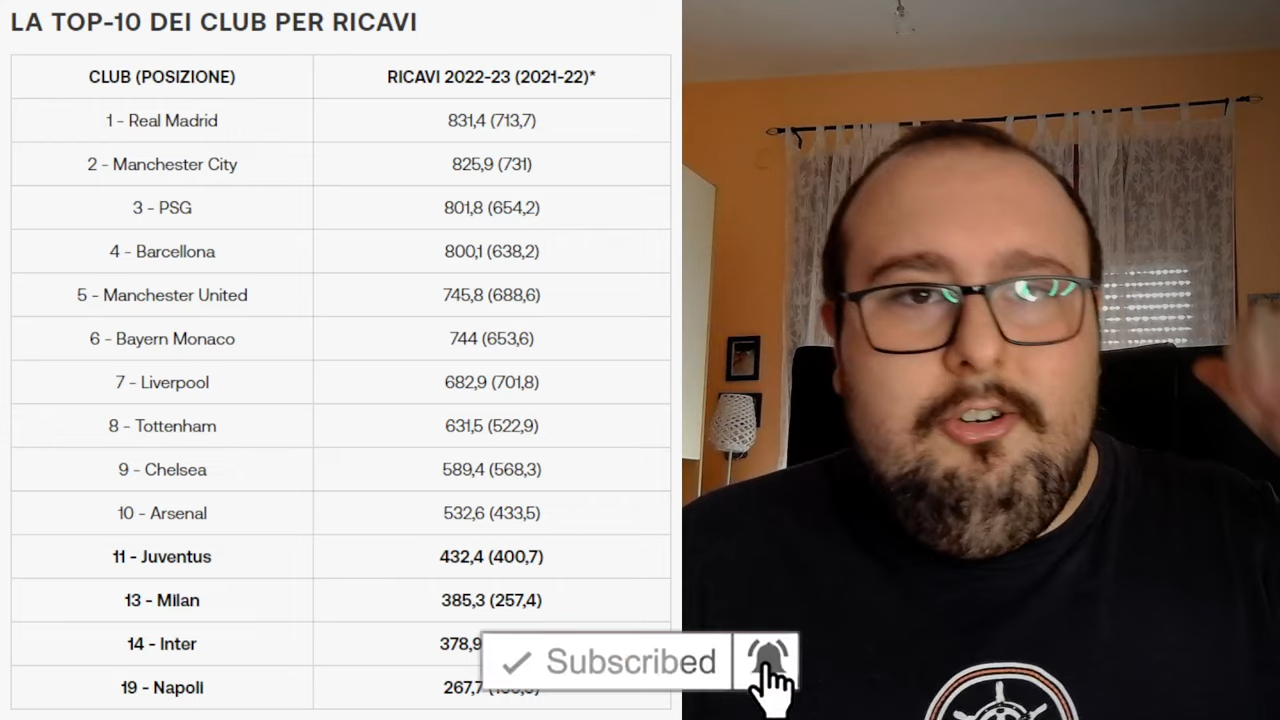 LA TOP-10 DEI CLUB PER RICAVI
CLUB (POSIZIONE) RICAVI 2022-23 (2021-22)*
1 - Real Madrid 831,4 (713,7)
2 - Manchester City 825,9 (731)
3 - PSG 801,8 (654,2)
4 - Barcellona 800,1 (638,2)
5 - Manchester United 745,8 (688,6)
6 - Bayern Monaco 744 (653,6)
7 - Liverpool 682,9 (701,8)
8 - Tottenham 631,5 (522,9)
9 - Chelsea 589,4 (568,3)
10 - Arsenal 532,6 (433,5)
11 - Juventus 432,4 (400,7)
13 - Milan 385,3 (257,4)
14 - Inter 378,9
19 - Napoli 267,7
Subscribed